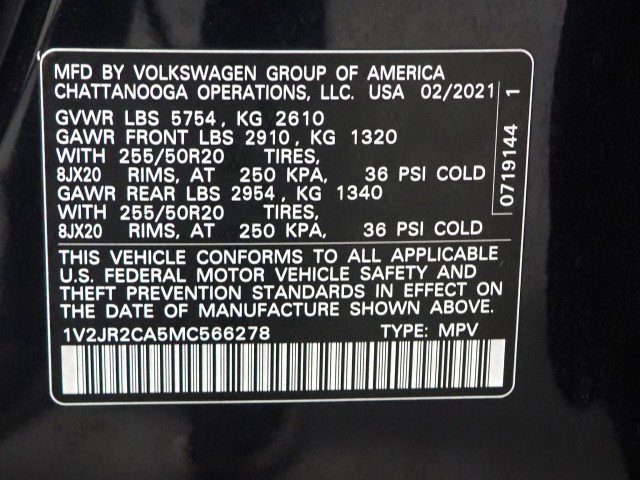 MFD BY VOLKSWAGEN GROUP OF AMERICA
CHATTANOOGA OPERATIONS, LLC. USA 02/2021
GVWR LBS 5754, KG 2610
GAWR FRONT LBS 2910, KG 1320
WITH 255/50R20 TIRES,
8JX20 RIMS, AT 250 KPA, 36 PSI COLD
GAWR REAR LBS 2954, KG 1340
WITH 255/50R20 TIRES,
8JX20 RIMS, AT 250 KPA, 36 PSI COLD
THIS VEHICLE CONFORMS TO ALL APPLICABLE
U.S. FEDERAL MOTOR VEHICLE SAFETY AND
THEFT PREVENTION STANDARDS IN EFFECT ON
THE DATE OF MANUFACTURE SHOWN ABOVE.
1V2JR2CA5MC566278 TYPE: MPV
0719144 1